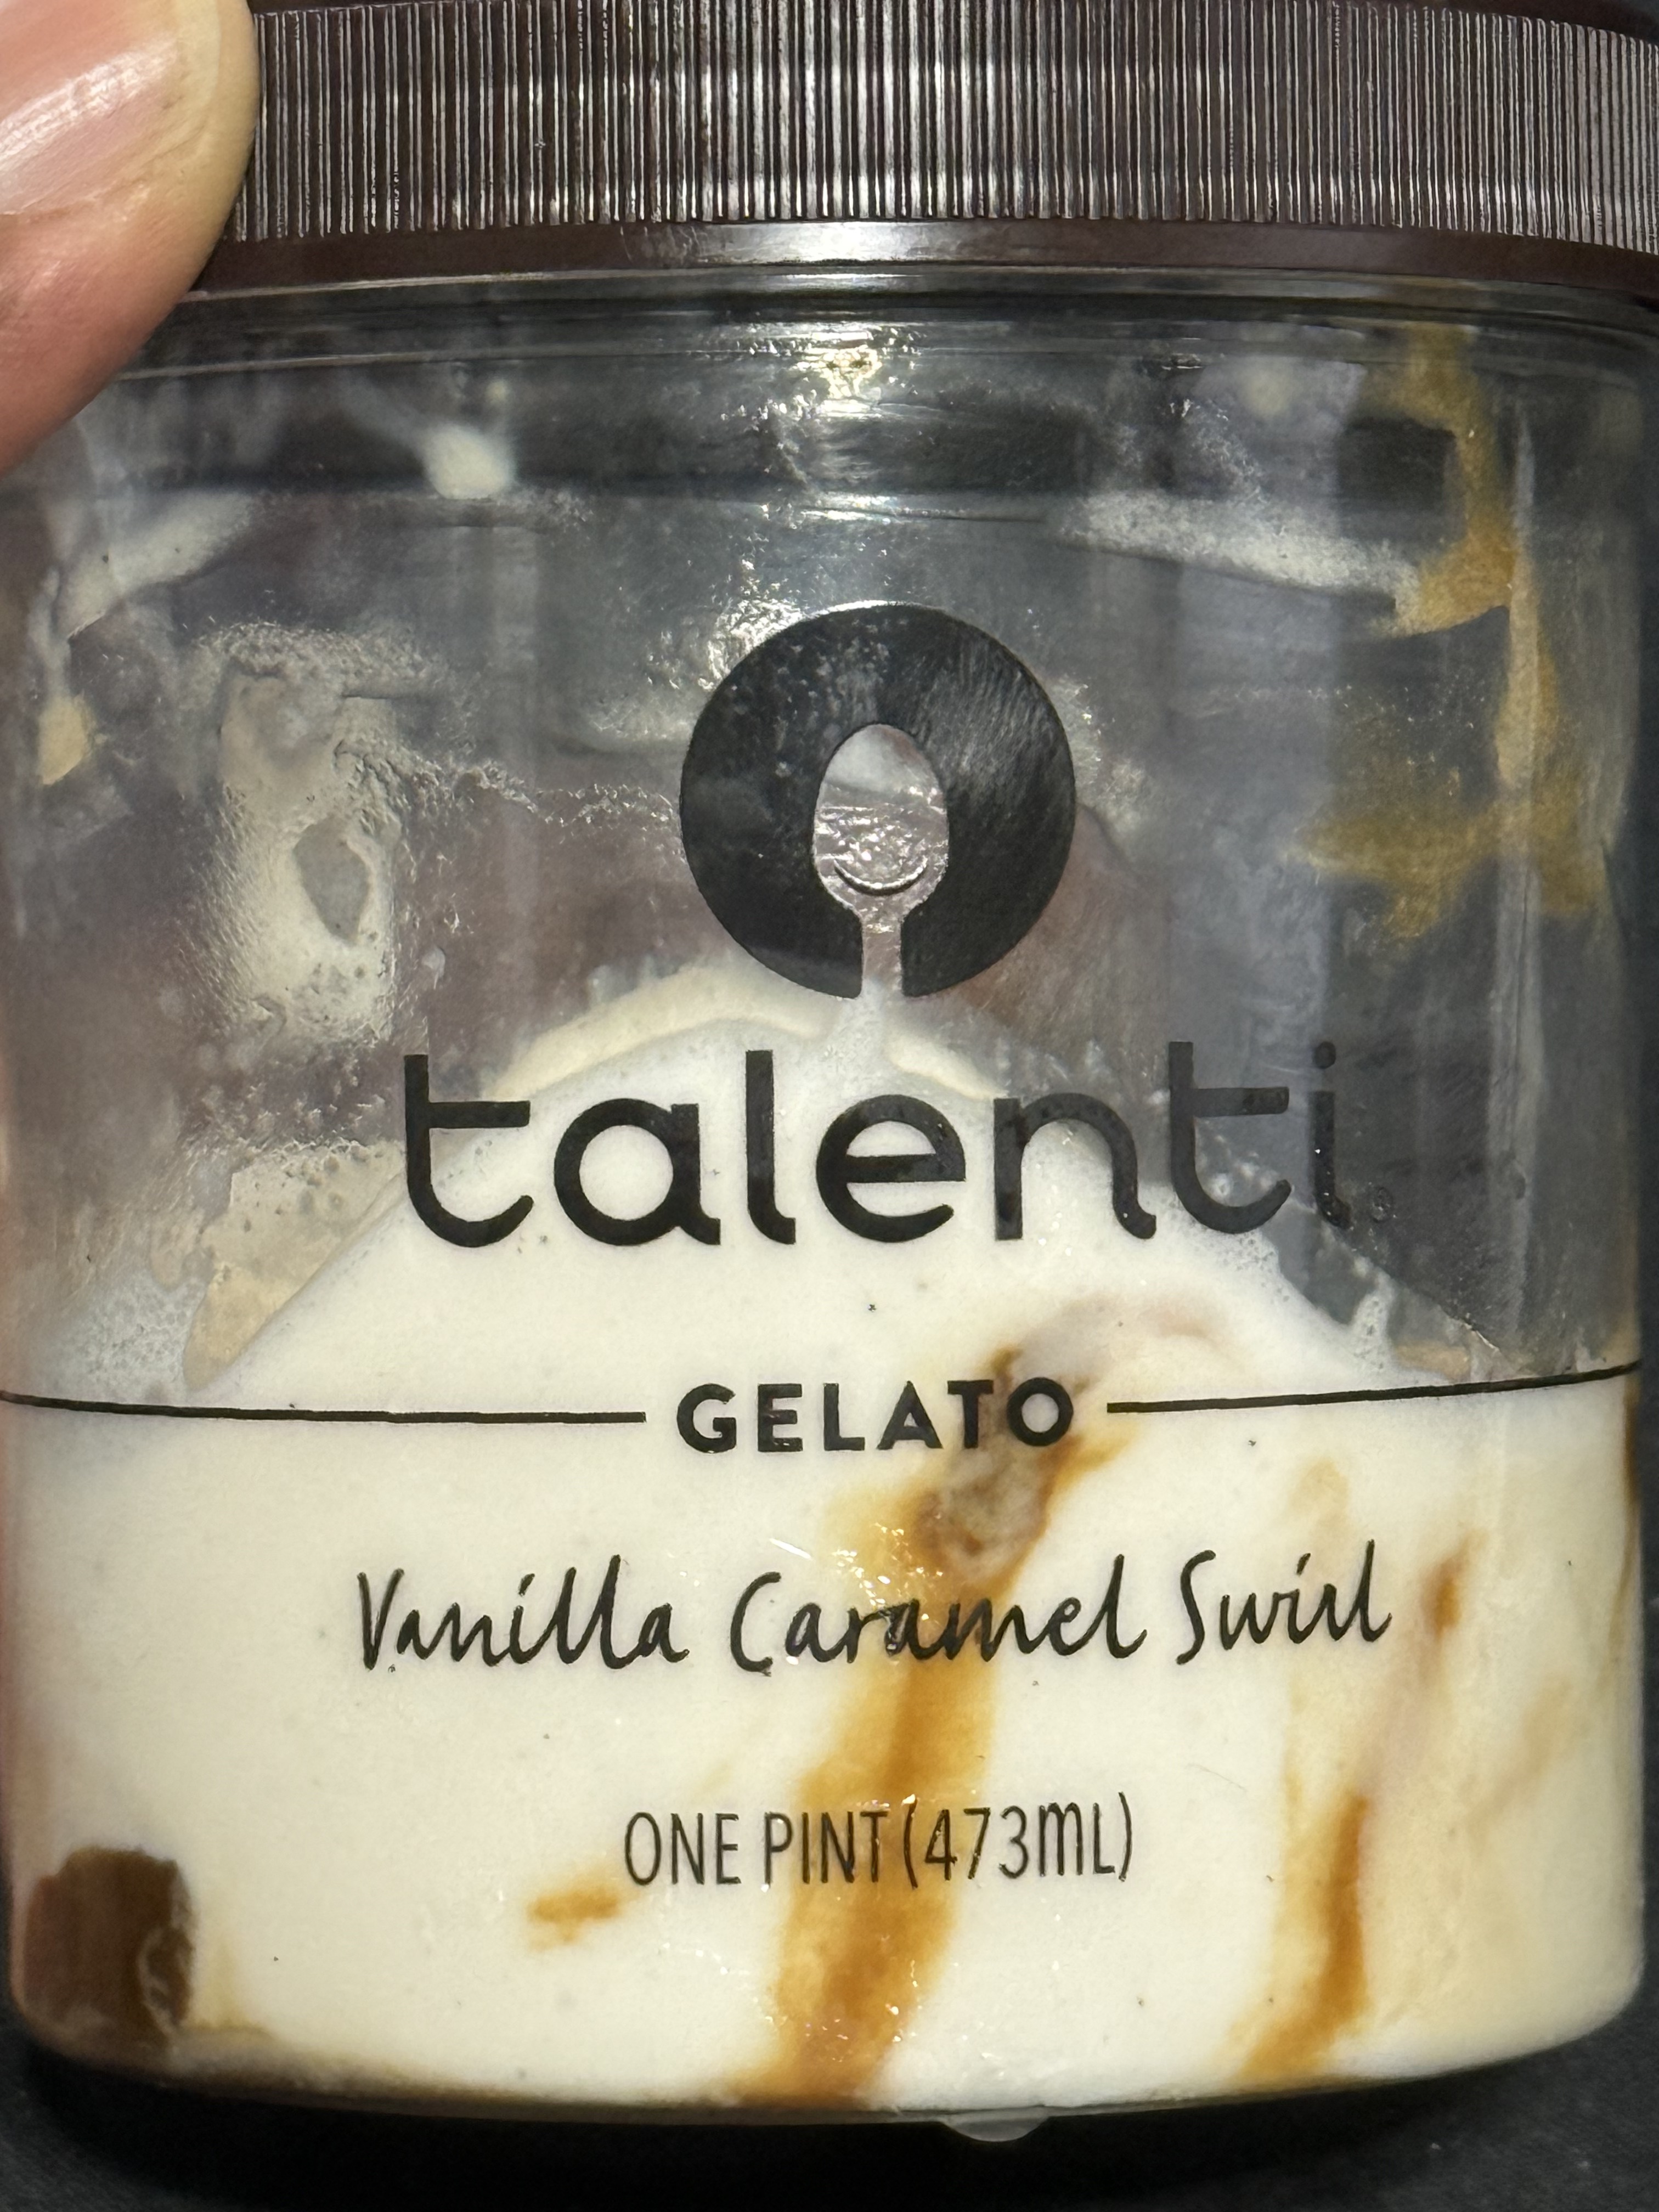 talenti®
GELATO
Vanilla Caramel Swirl
ONE PINT (473mL)